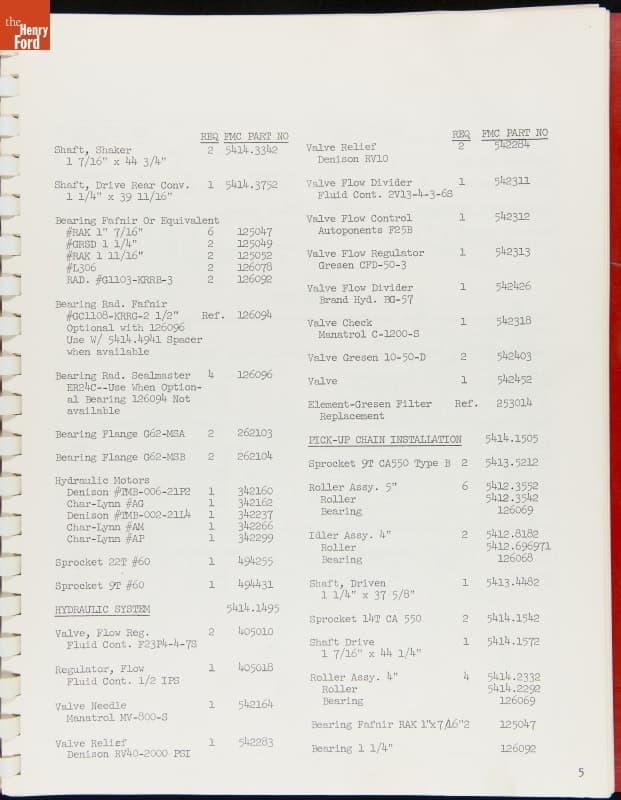 the
Henry
Ford
REQ FMC PART NO
Shaft, Shaker 2 5414.3342
1 7/16" x 44 3/4"
Shaft, Drive Rear Conv. 1 5414.3752
1 1/4" x 39 11/16"
Bearing Fafnir Or Equivalent
#RAK 1" 7/16" 6 125047
#GRSD 1 1/4" 2 125049
#RAK 1 11/16" 2 125052
#L306 2 126078
RAD. #G1103-KRRB-3 2 126092
Bearing Rad. Fafnir
#GC1108-KRRG-2 1/2" Ref. 126094
Optional with 126096
Use W/ 5414.4941 Spacer
when available
Bearing Rad. Sealmaster 4 126096
ER24C--Use When Option-
al Bearing 126094 Not
available
Bearing Flange G62-MSA 2 262103
Bearing Flange G62-MSB 2 262104
Hydraulic Motors
Denison #TMB-006-21P2 1 342160
Char-Lynn #AG 1 342162
Denison #TMB-002-21L4 1 342237
Char-Lynn #AM 1 342266
Char-Lynn #AP 1 342299
Sprocket 22T #60 1 494255
Sprocket 9T #60 1 494431
HYDRAULIC SYSTEM 5414.1495
Valve, Flow Reg. 2 405010
Fluid Cont. F23P4-4-7S
Regulator, Flow 1 405018
Fluid Cont. 1/2 IPS
Valve Needle 1 542164
Manatrol MV-800-S
Valve Relief 1 542283
Denison RV40-2000 PSI
REQ FMC PART NO
Valve Relief 2 542284
Denison RV10
Valve Flow Divider 1 542311
Fluid Cont. 2V13-4-3-6S
Valve Flow Control 1 542312
Autoponents F25B
Valve Flow Regulator 1 542313
Gresen CFD-50-3
Valve Flow Divider 1 542426
Brand Hyd. BG-57
Valve Check 1 542318
Manatrol C-1200-S
Valve Gresen 10-50-D 2 542403
Valve 1 542452
Element-Gresen Filter Ref. 253014
Replacement
PICK-UP CHAIN INSTALLATION 5414.1505
Sprocket 9T CA550 Type B 2 5413.5212
Roller Assy. 5" 6 5412.3552
Roller 5412.3542
Bearing 126069
Idler Assy. 4" 2 5412.8182
Roller 5412.696971
Bearing 126068
Shaft, Driven 1 5413.4482
1 1/4" x 37 5/8"
Sprocket 14T CA 550 2 5414.1542
Shaft Drive 1 5414.1572
1 7/16" x 44 1/4"
Roller Assy. 4" 4 5414.2332
Roller 5414.2292
Bearing 126069
Bearing Fafnir RAK 1"x7/16"2 125047
Bearing 1 1/4" 126092
5